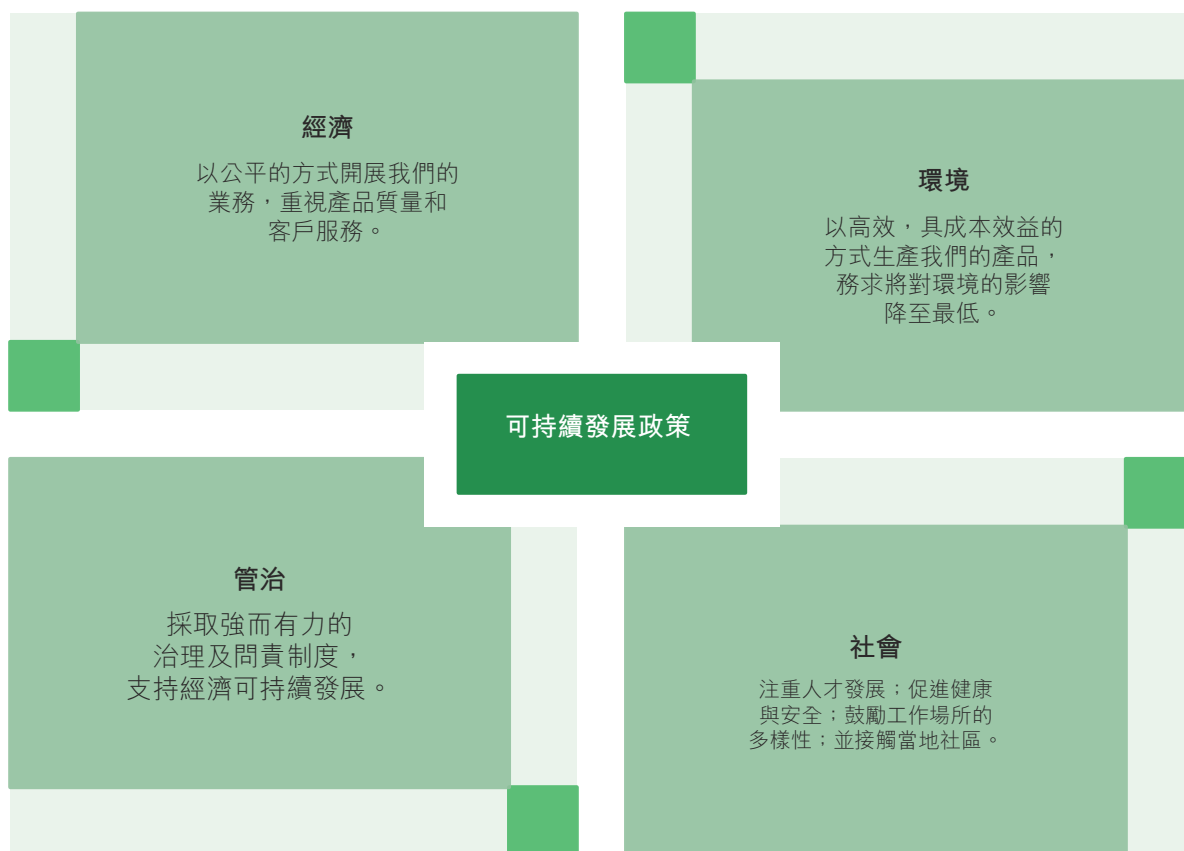 經濟
以公平的方式開展我們的
業務，重視產品質量和
客戶服務。
環境
以高效，具成本效益的
方式生產我們的產品，
務求將對環境的影響
降至最低。
可持續發展政策
管治
採取強而有力的
治理及問責制度，
支持經濟可持續發展。
社會
注重人才發展；促進健康
與安全；鼓勵工作場所的
多樣性；並接觸當地社區。